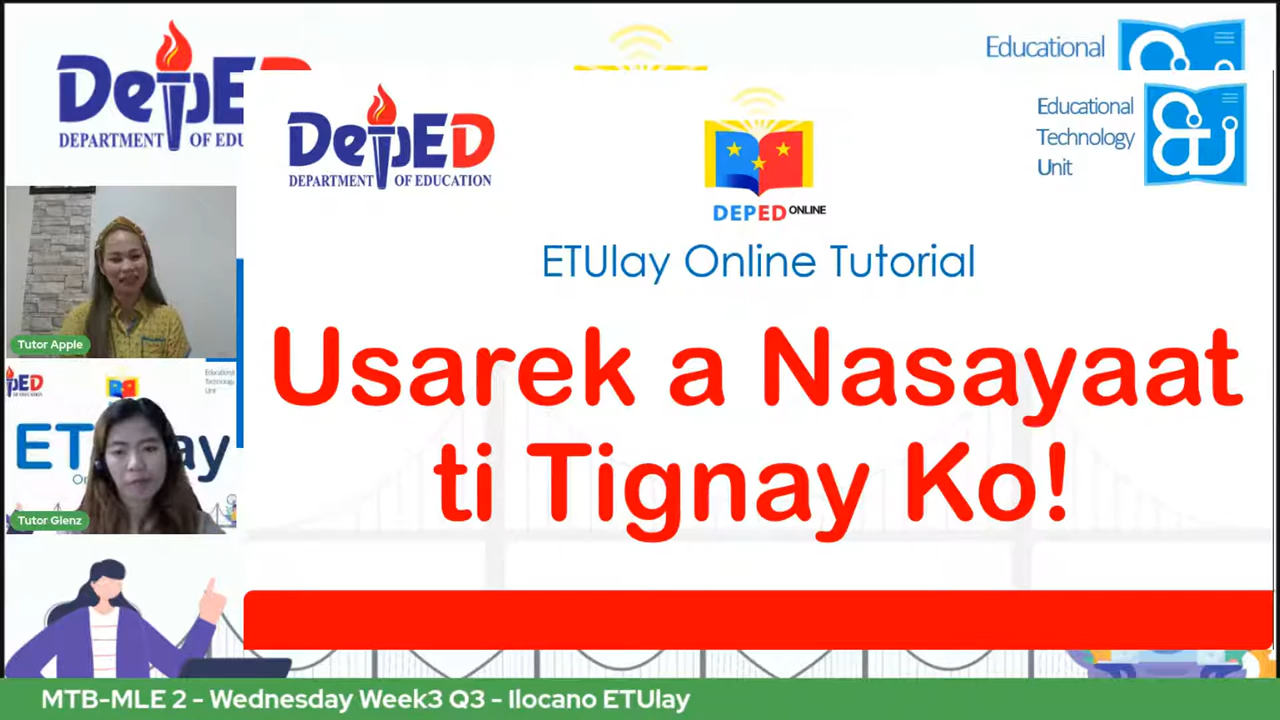 DepED
DEPARTMENT OF EDU
Educational
DepED
DEPARTMENT OF EDUCATION
DEPED ONLINE
Educational
Technology
Unit
ETUlay Online Tutorial
Usarek a Nasayaat
ti Tignay Ko!
Tutor Apple
Tutor Glenz
MTB-MLE 2 - Wednesday Week3 Q3 - Ilocano ETUlay